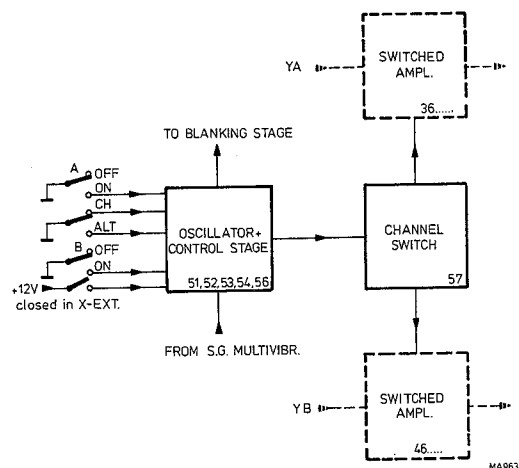 YA
SWITCHED
AMPL.
36......
TO BLANKING STAGE
A
OFF
ON
CH
ALT
B
OFF
ON
+12V
closed in X-EXT.
OSCILLATOR+
CONTROL STAGE
51,52,53,54,56
CHANNEL
SWITCH
57
FROM S.G. MULTIVIBR.
YB
SWITCHED
AMPL.
46.....
MA963